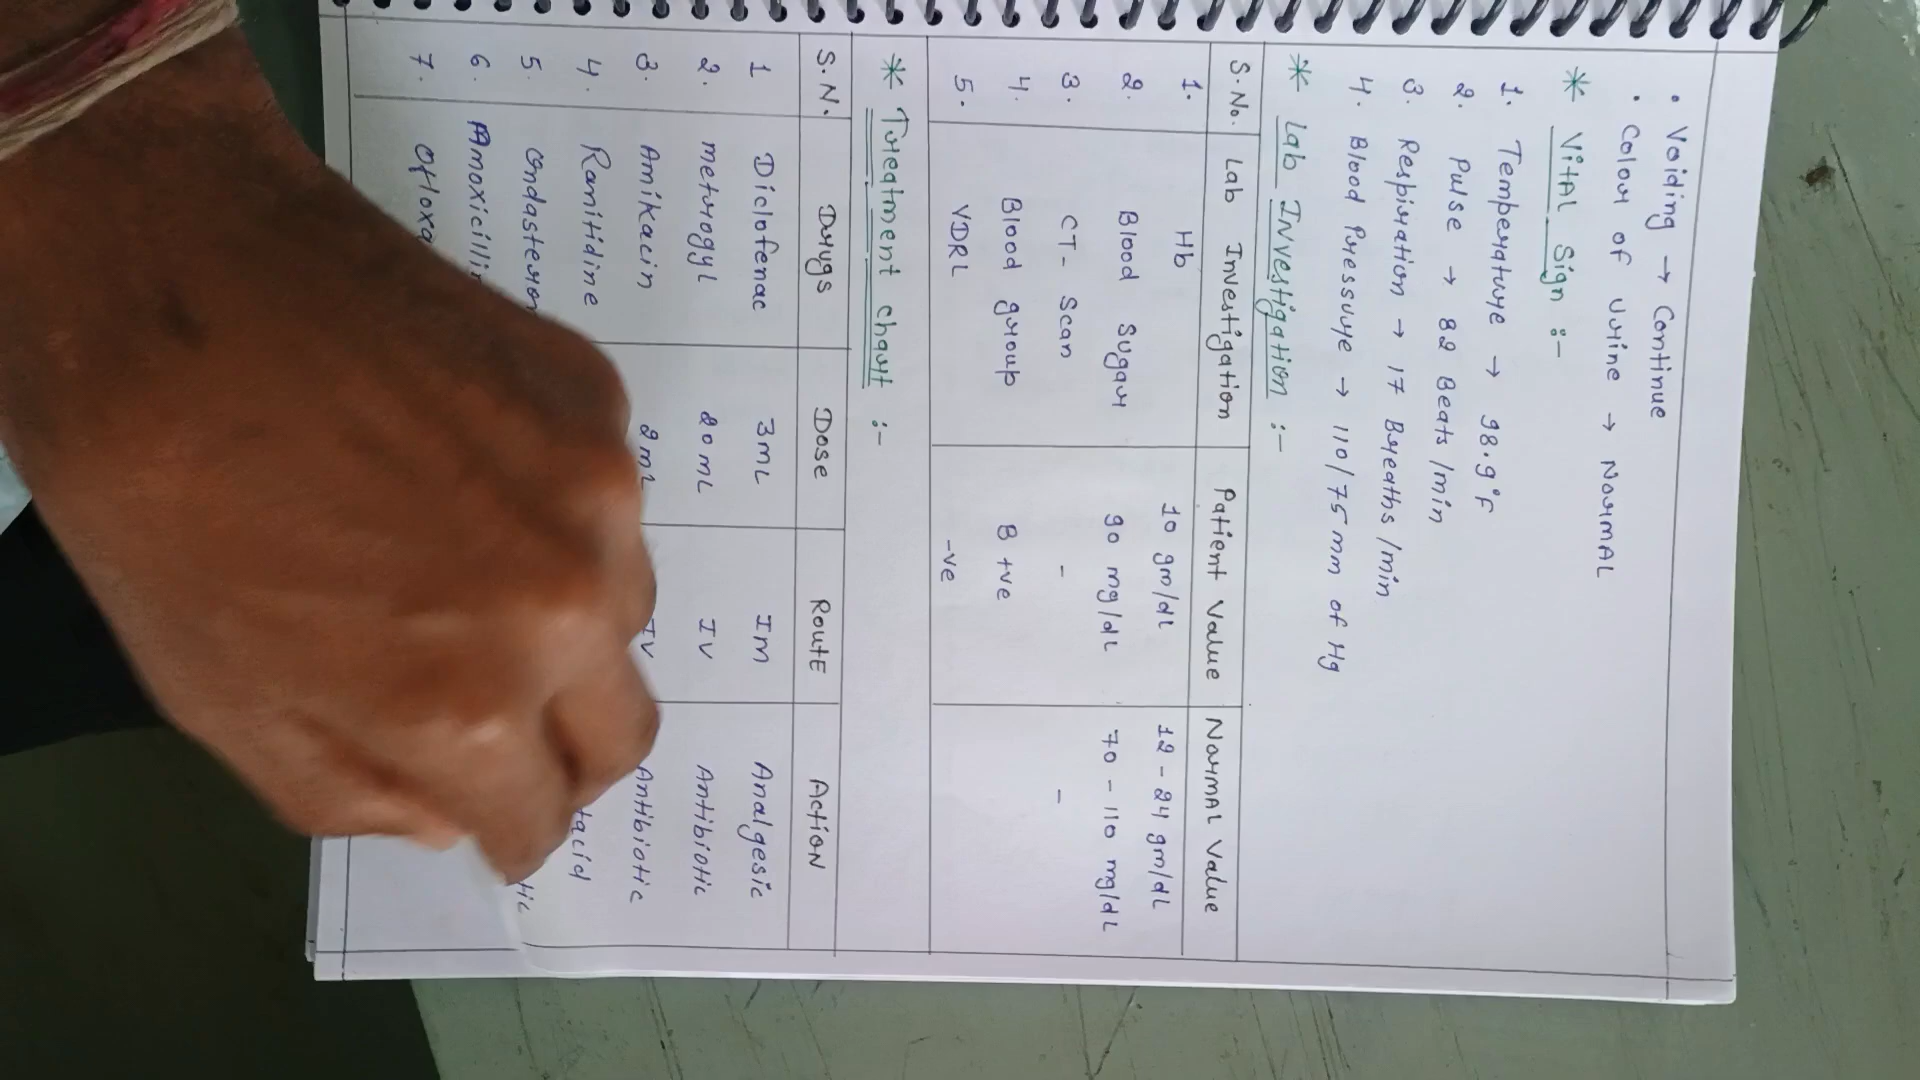 • Voiding → Continue
• Colour of Urine → Normal
* Vital Sign :-
1. Temperature → 98.9°F
2. Pulse → 82 Beats/min
3. Respiration → 17 Breaths/min
4. Blood Pressure → 110/75 mm of Hg
* Lab Investigation :-
S.No. Lab Investigation Patient Value Normal Value
1. Hb 10 gm/dL 12-24 gm/dL
2. Blood Sugar 90 mg/dL 70-110 mg/dL
3. CT-Scan - -
4. Blood group B +ve
5. VDRL -ve
* Treatment chart :-
S.N. Drugs Dose Route Action
1 Diclofenac 3mL IM Analgesic
2. metrogyl 20mL IV Antibiotic
3. Amikacin 2mL IV Antibiotic
4. Ranitidine
5.
6.
7.